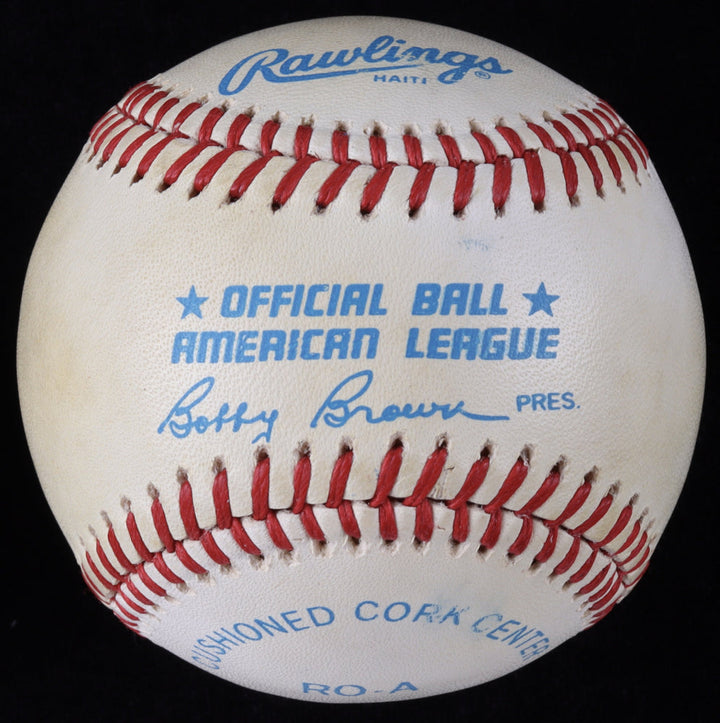 Rawlings ®
HAITI
★ OFFICIAL BALL ★
AMERICAN LEAGUE
Bobby Brown PRES.
CUSHIONED CORK CENTER
RO-A